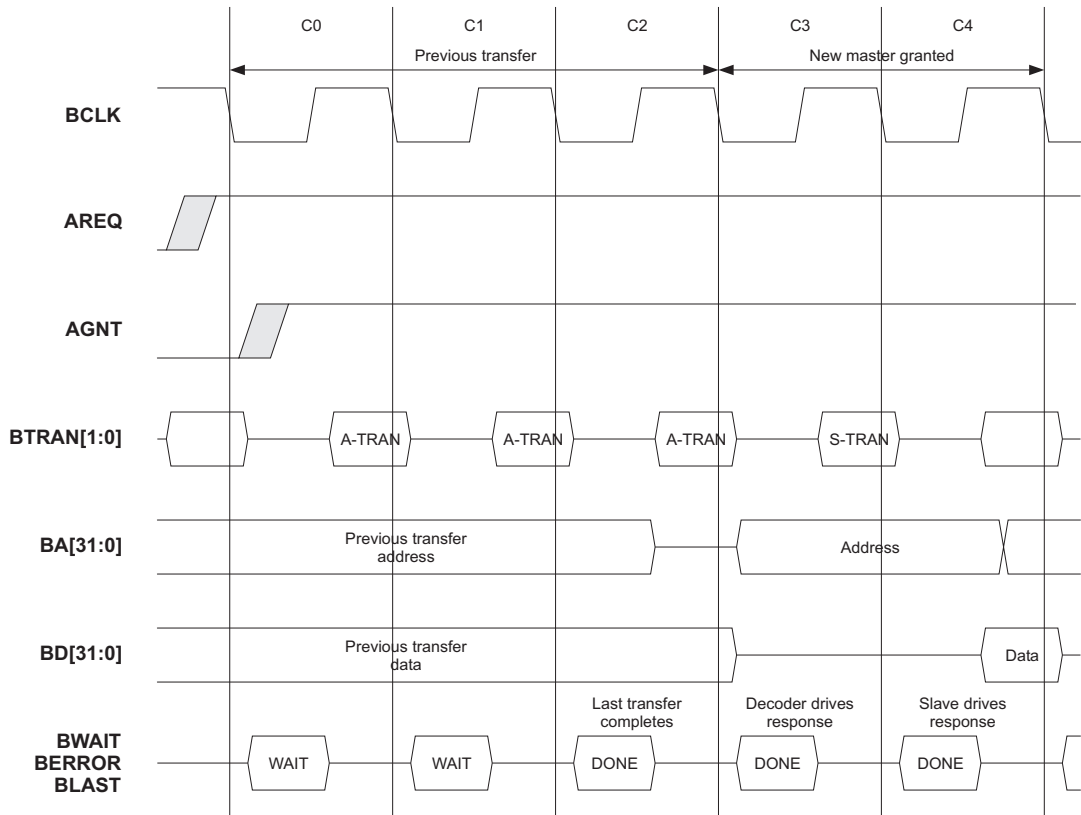 C0 C1 C2 C3 C4
Previous transfer New master granted
BCLK
AREQ
AGNT
BTRAN[1:0] A-TRAN A-TRAN A-TRAN S-TRAN
BA[31:0] Previous transfer
address Address
BD[31:0] Previous transfer
data Data
Last transfer
completes
Decoder drives
response
Slave drives
response
BWAIT
BERROR
BLAST
WAIT WAIT DONE DONE DONE